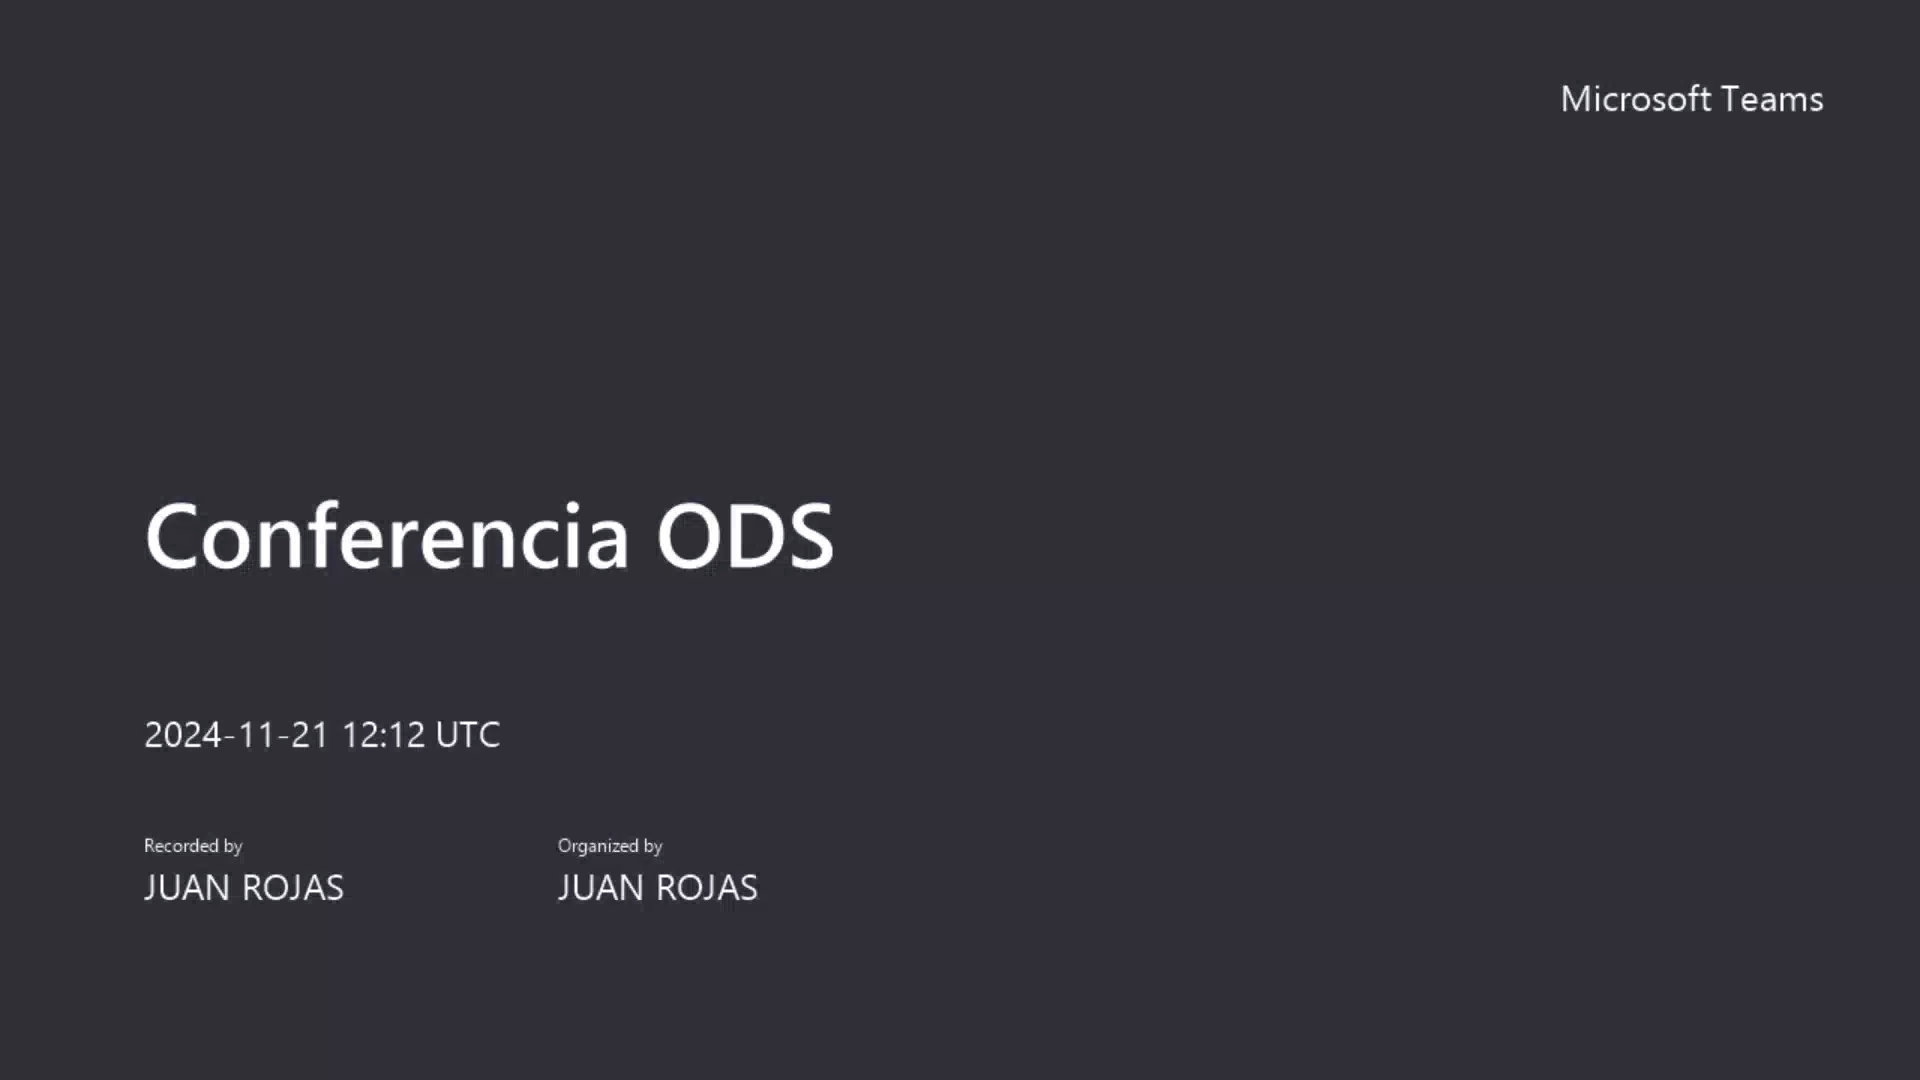 Microsoft Teams
Conferencia ODS
2024-11-21 12:12 UTC
Recorded by
JUAN ROJAS
Organized by
JUAN ROJAS